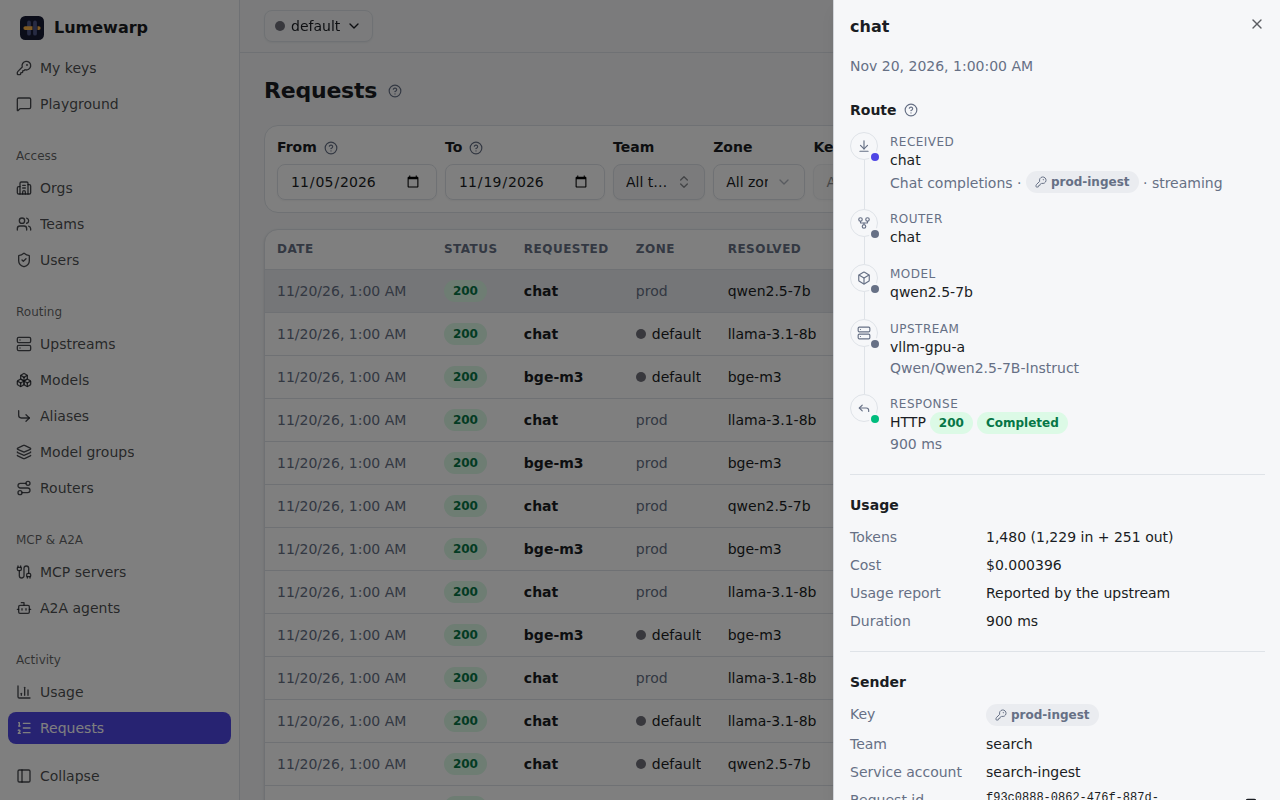 Lumewarp
My keys
Playground
Access
Orgs
Teams
Users
Routing
Upstreams
Models
Aliases
Model groups
Routers
MCP & A2A
MCP servers
A2A agents
Activity
Usage
Requests
Collapse
default
Requests
From To Team Zone Ke
11/05/2026 11/19/2026 All t... All zor A
DATE STATUS REQUESTED ZONE RESOLVED
11/20/26, 1:00 AM 200 chat prod qwen2.5-7b
11/20/26, 1:00 AM 200 chat default llama-3.1-8b
11/20/26, 1:00 AM 200 bge-m3 default bge-m3
11/20/26, 1:00 AM 200 chat prod llama-3.1-8b
11/20/26, 1:00 AM 200 bge-m3 prod bge-m3
11/20/26, 1:00 AM 200 chat prod qwen2.5-7b
11/20/26, 1:00 AM 200 bge-m3 prod bge-m3
11/20/26, 1:00 AM 200 chat prod llama-3.1-8b
11/20/26, 1:00 AM 200 bge-m3 default bge-m3
11/20/26, 1:00 AM 200 chat prod llama-3.1-8b
11/20/26, 1:00 AM 200 chat default llama-3.1-8b
11/20/26, 1:00 AM 200 chat default qwen2.5-7b
chat
Nov 20, 2026, 1:00:00 AM
Route
RECEIVED
chat
Chat completions · prod-ingest · streaming
ROUTER
chat
MODEL
qwen2.5-7b
UPSTREAM
vllm-gpu-a
Qwen/Qwen2.5-7B-Instruct
RESPONSE
HTTP 200 Completed
900 ms
Usage
Tokens 1,480 (1,229 in + 251 out)
Cost $0.000396
Usage report Reported by the upstream
Duration 900 ms
Sender
Key prod-ingest
Team search
Service account search-ingest
Request id f93c0888-0862-476f-887d-